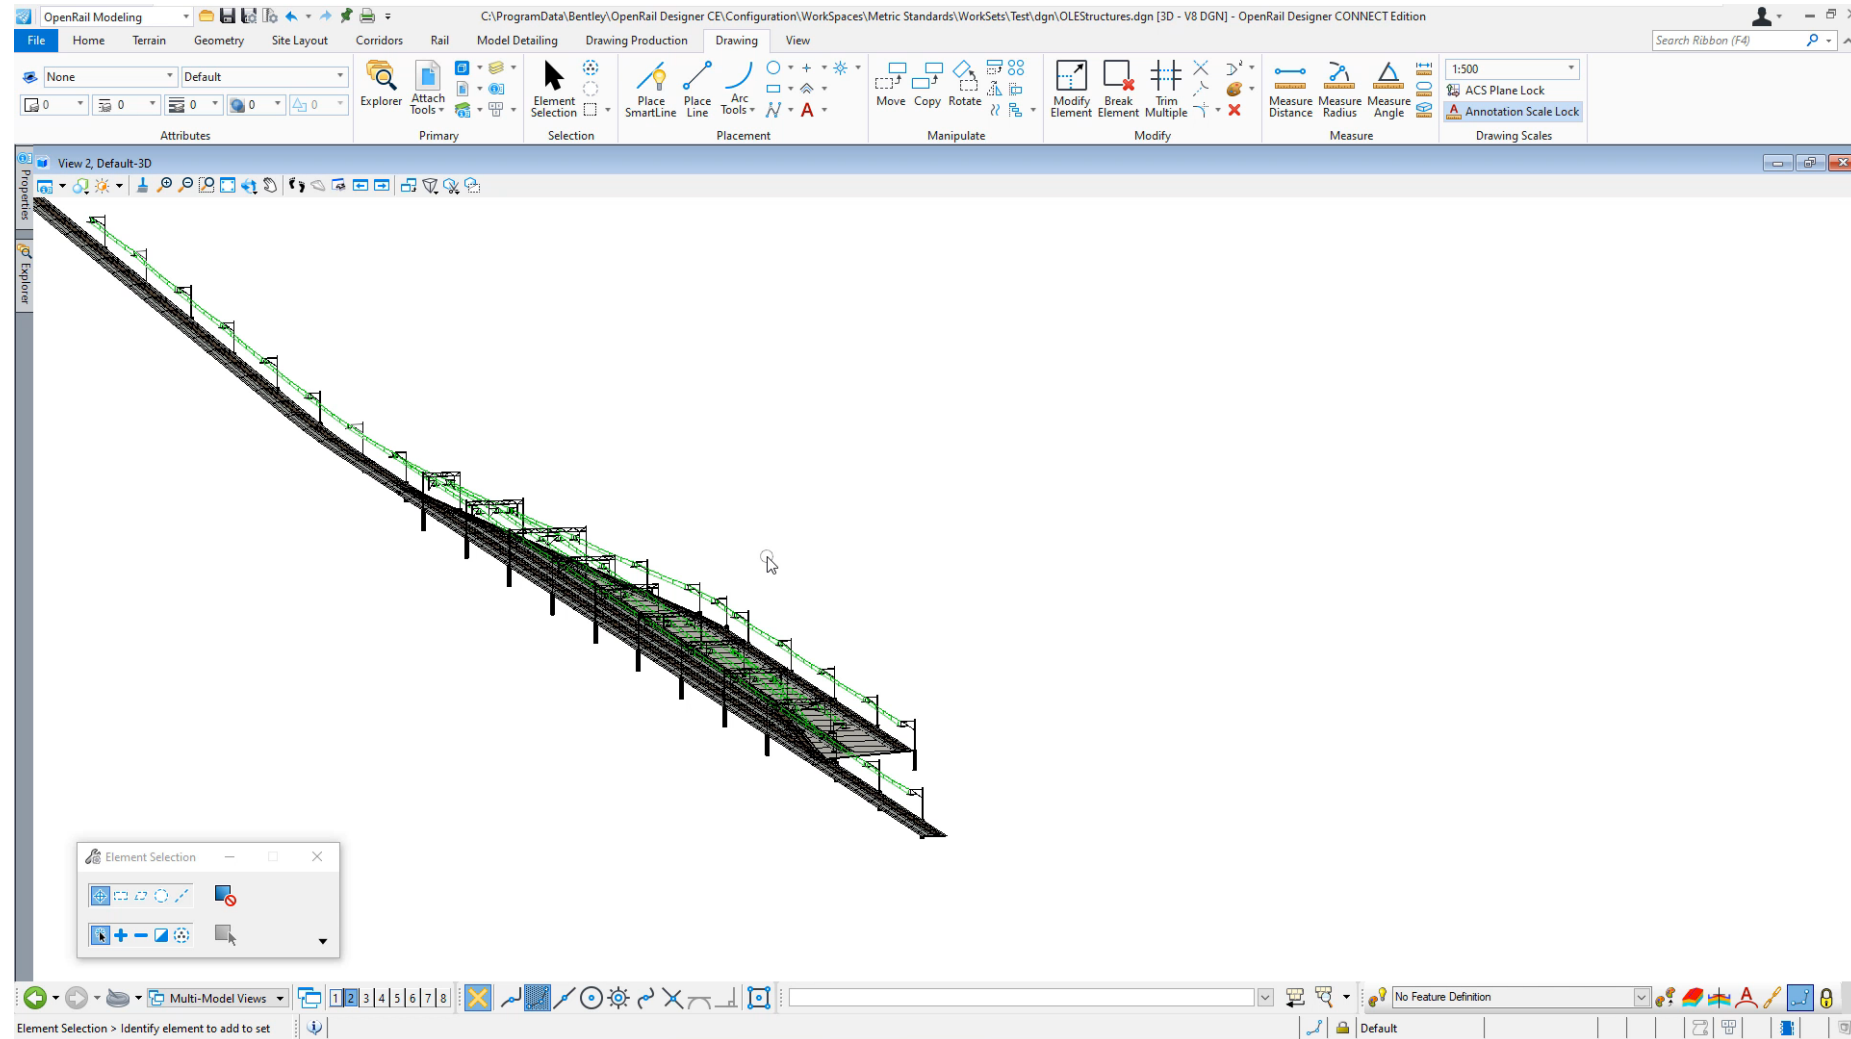 OpenRail Modeling
C:\ProgramData\Bentley\OpenRail Designer CE\Configuration\WorkSpaces\Metric Standards\WorkSets\Test\dgn\OLEStructures.dgn [3D - V8 DGN] - OpenRail Designer CONNECT Edition
File Home Terrain Geometry Site Layout Corridors Rail Model Detailing Drawing Production Drawing View Search Ribbon (F4)
None Default
0 0 0 0 0
Attributes
Explorer Attach Tools
Primary
Element Selection
Selection
Place SmartLine Place Line Arc Tools
A
Placement
Move Copy Rotate
Manipulate
Modify Element Break Element Trim Multiple
Modify
Measure Distance Measure Radius Measure Angle
Measure
1:500
ACS Plane Lock
A Annotation Scale Lock
Drawing Scales
View 2, Default-3D
Properties
Explorer
Element Selection
Multi-Model Views 1 2 3 4 5 6 7 8 No Feature Definition A
Element Selection > Identify element to add to set Default